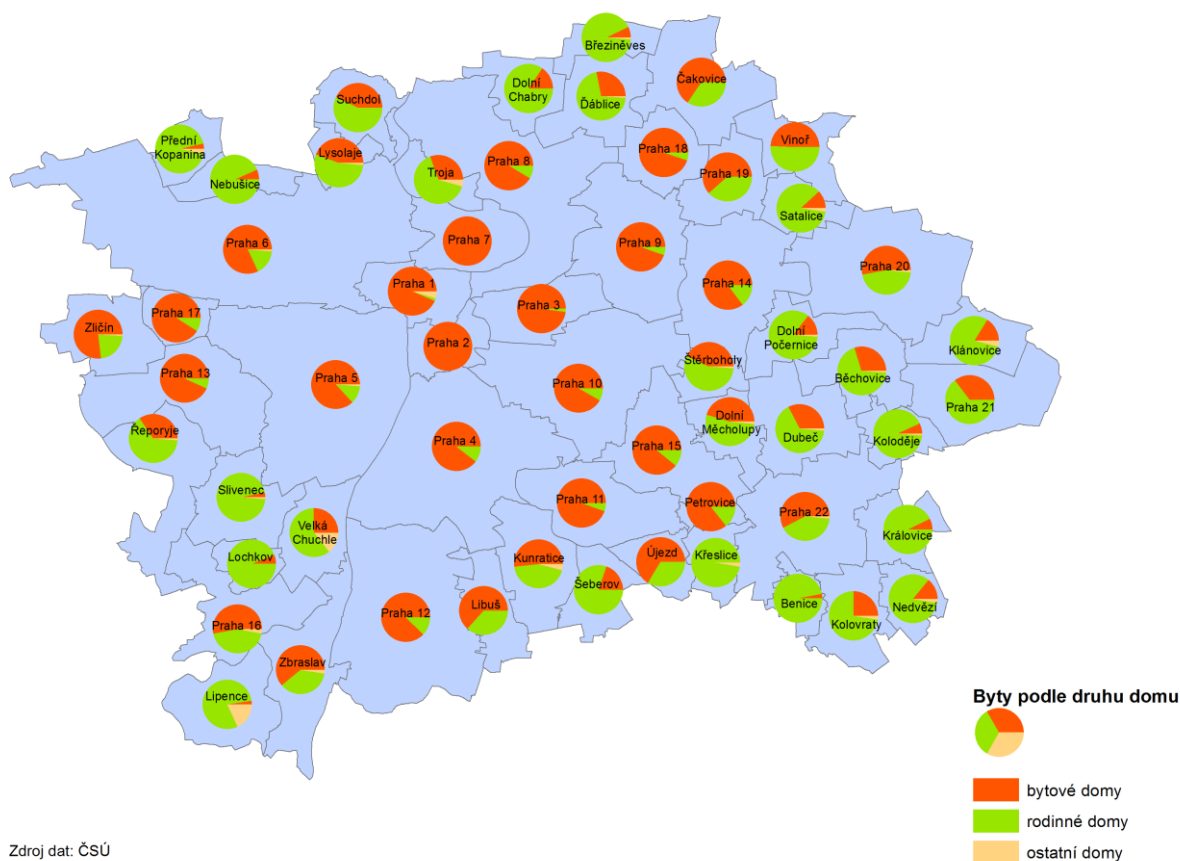 Březiněves
Dolní
Chabry
Ďáblice
Čakovice
Suchdol
Přední
Kopanina
Nebušice
Lysolaje
Troja
Praha 8
Praha 18
Praha 19
Vinoř
Satalice
Praha 6
Praha 7
Praha 9
Praha 20
Praha 1
Praha 3
Praha 14
Praha 17
Zličín
Praha 2
Dolní
Počernice
Klánovice
Praha 13
Praha 5
Praha 10
Štěrboholy
Běchovice
Praha 21
Řeporyje
Praha 4
Praha 15
Dolní
Měcholupy
Dubeč
Koloděje
Slivenec
Velká
Chuchle
Praha 11
Petrovice
Praha 22
Královice
Lochkov
Kunratice
Šeberov
Újezd
Křeslice
Benice
Kolovraty
Nedvězí
Praha 16
Praha 12
Libuš
Zbraslav
Lipence
Byty podle druhu domu
bytové domy
rodinné domy
ostatní domy
Zdroj dat: ČSÚ